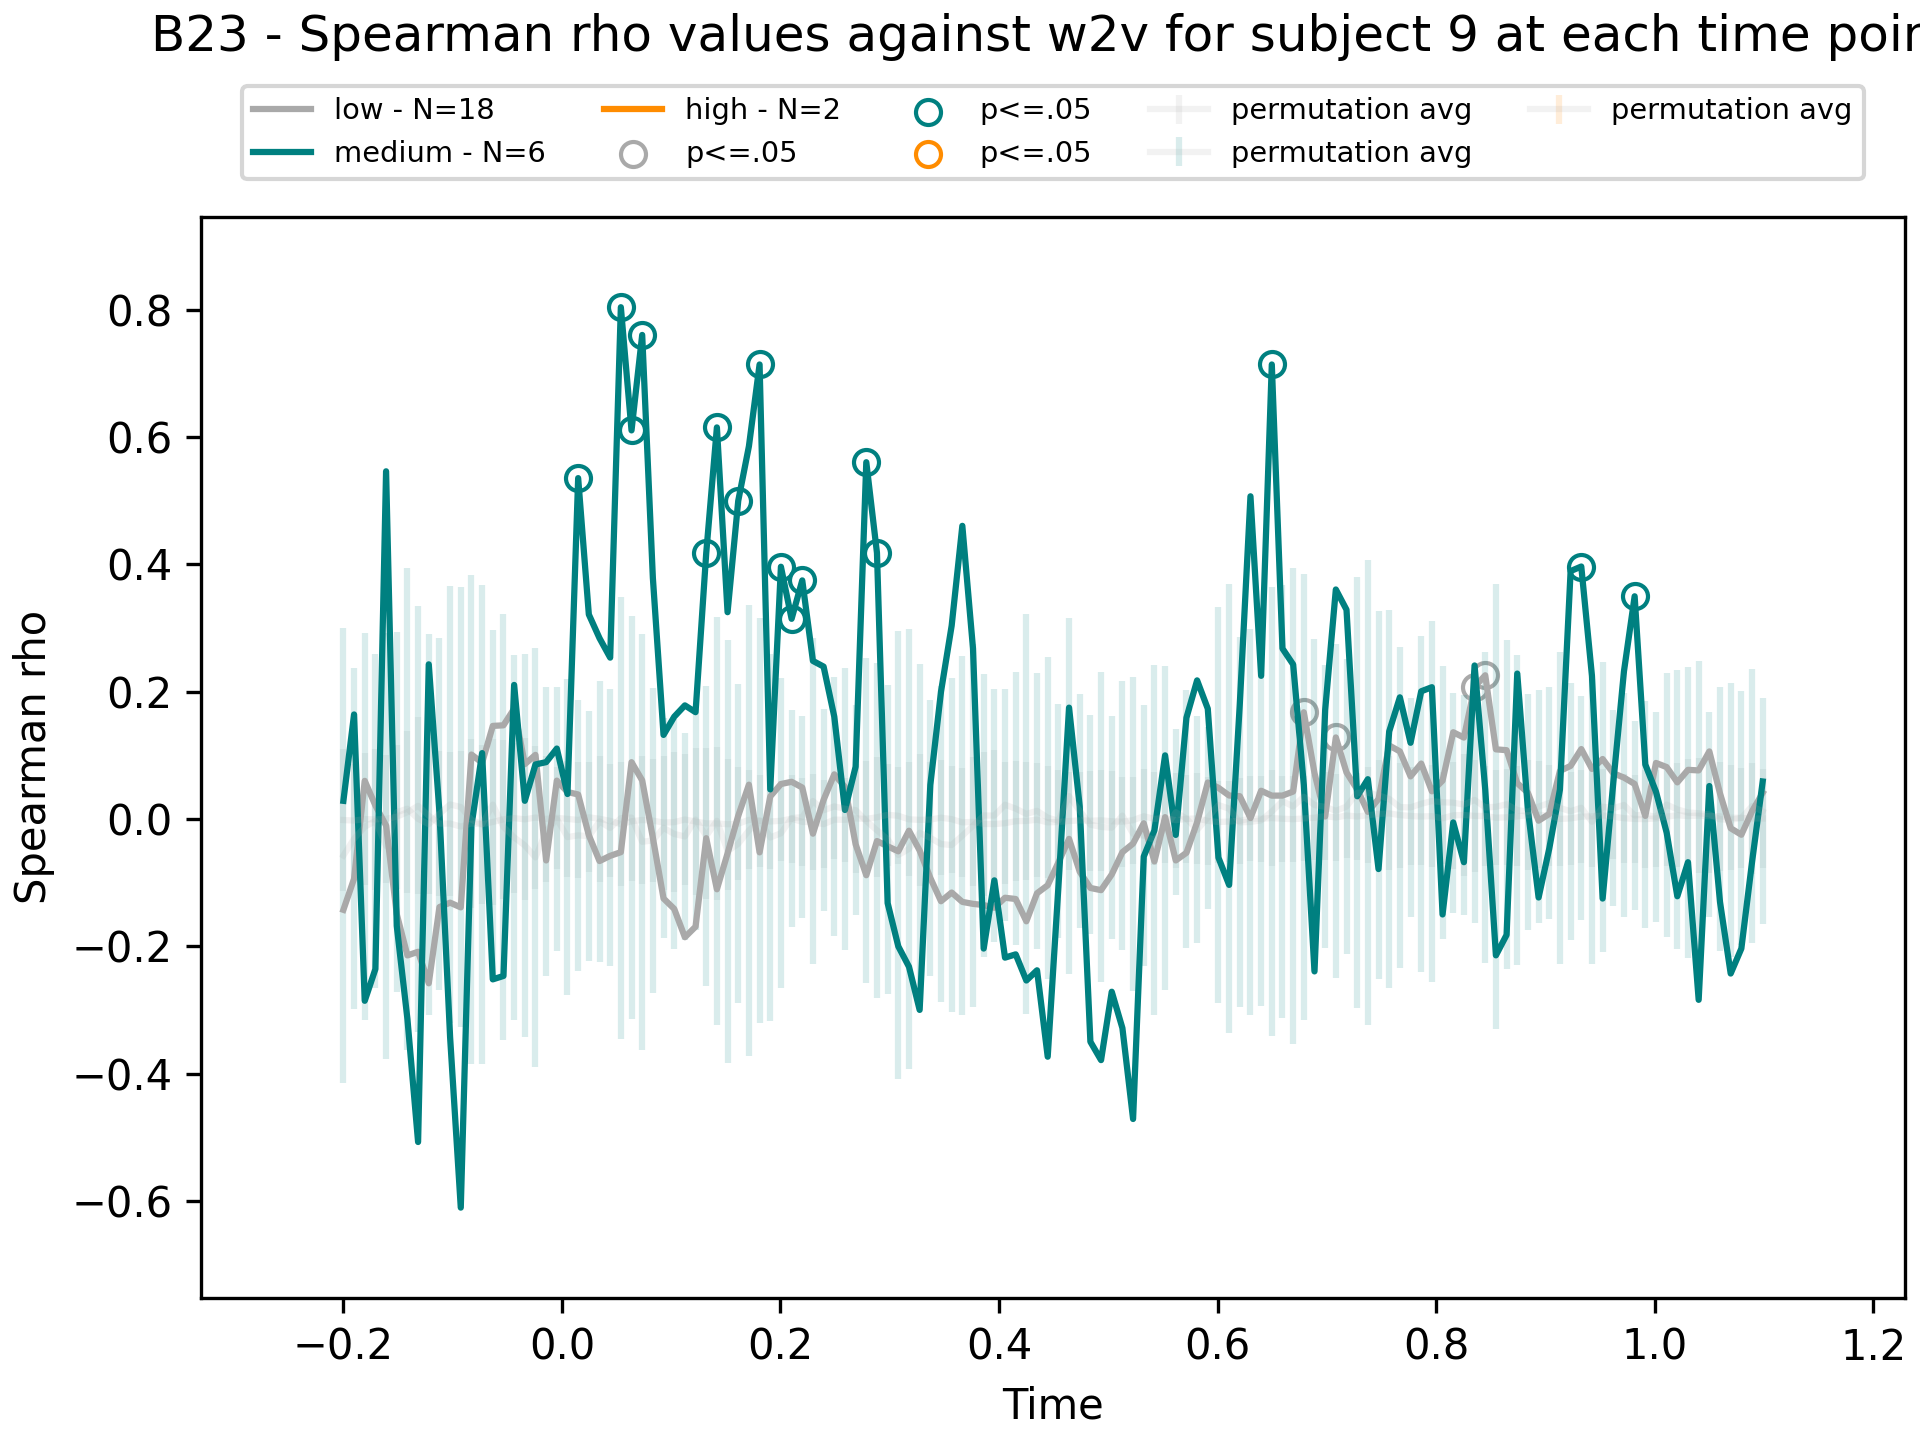 B23 - Spearman rho values against w2v for subject 9 at each time poin
low - N=18
medium - N=6
high - N=2
p<=.05
p<=.05
p<=.05
permutation avg
permutation avg
permutation avg
Spearman rho
0.8
0.6
0.4
0.2
0.0
−0.2
−0.4
−0.6
−0.2 0.0 0.2 0.4 0.6 0.8 1.0 1.2
Time